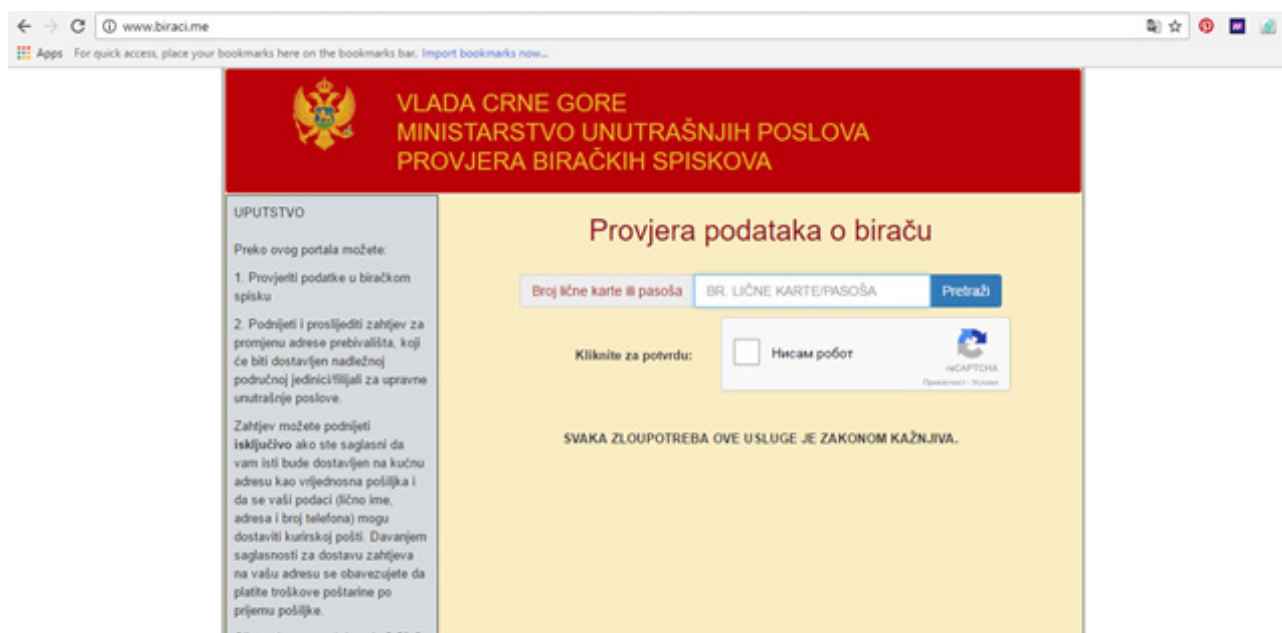 www.biraci.me
Apps For quick access, place your bookmarks here on the bookmarks bar. Import bookmarks now...
VLADA CRNE GORE
MINISTARSTVO UNUTRAŠNJIH POSLOVA
PROVJERA BIRAČKIH SPISKOVA
UPUTSTVO
Preko ovog portala možete:
1. Provjeriti podatke u biračkom
spisku
2. Podnijeti i proslijediti zahtjev za
promjenu adrese prebivališta, koji
će biti dostavljen nadležnoj
područnoj jedinici/filijali za upravne
unutrašnje poslove.
Zahtjev možete podnijeti
isključivo ako ste saglasni da
vam isti bude dostavljen na kućnu
adresu kao vrijednosna pošiljka i
da se vaši podaci (lično ime,
adresa i broj telefona) mogu
dostaviti kurirskoj pošti. Davanjem
saglasnosti za dostavu zahtjeva
na vašu adresu se obavezujete da
platite troškove poštarine po
prijemu pošiljke.
Provjera podataka o biraču
Broj lične karte ili pasoša BR. LIČNE KARTE/PASOŠA Pretraži
Kliknite za potvrdu: Нисам робот
reCAPTCHA
Приватност - Услови
SVAKA ZLOUPOTREBA OVE USLUGE JE ZAKONOM KAŽNJIVA.